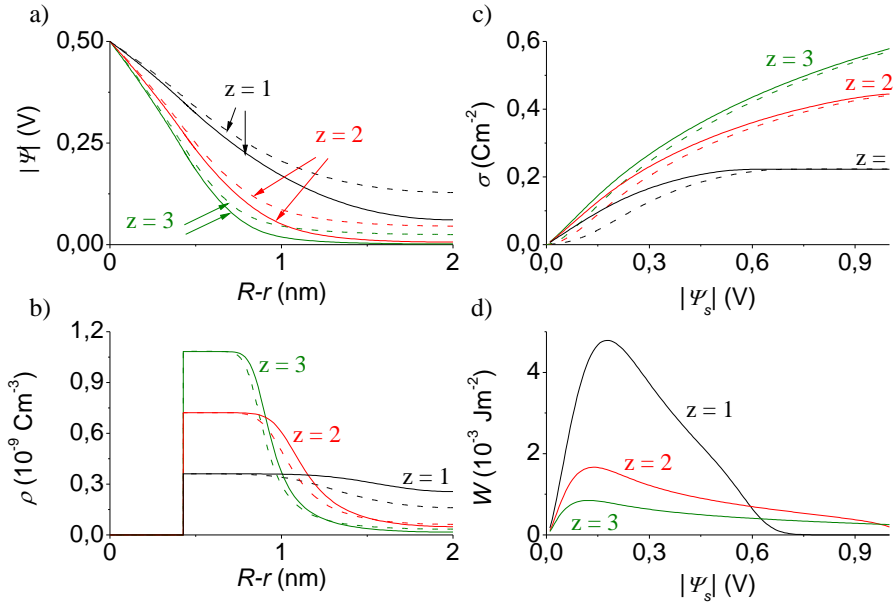 a)
0,50
0,25
0,00
|Ψ| (V)
z = 1
z = 2
z = 3
0
1
2
R-r (nm)
c)
0,6
0,4
0,2
0,0
σ (Cm⁻²)
z = 3
z = 2
z =
0,0
0,3
0,6
0,9
|Ψₛ| (V)
b)
1,2
0,9
0,6
0,3
0,0
ρ (10⁻⁹ Cm⁻³)
z = 3
z = 2
z = 1
0
1
2
R-r (nm)
d)
4
2
0
W (10⁻³ Jm⁻²)
z = 1
z = 2
z = 3
0,0
0,3
0,6
0,9
|Ψₛ| (V)